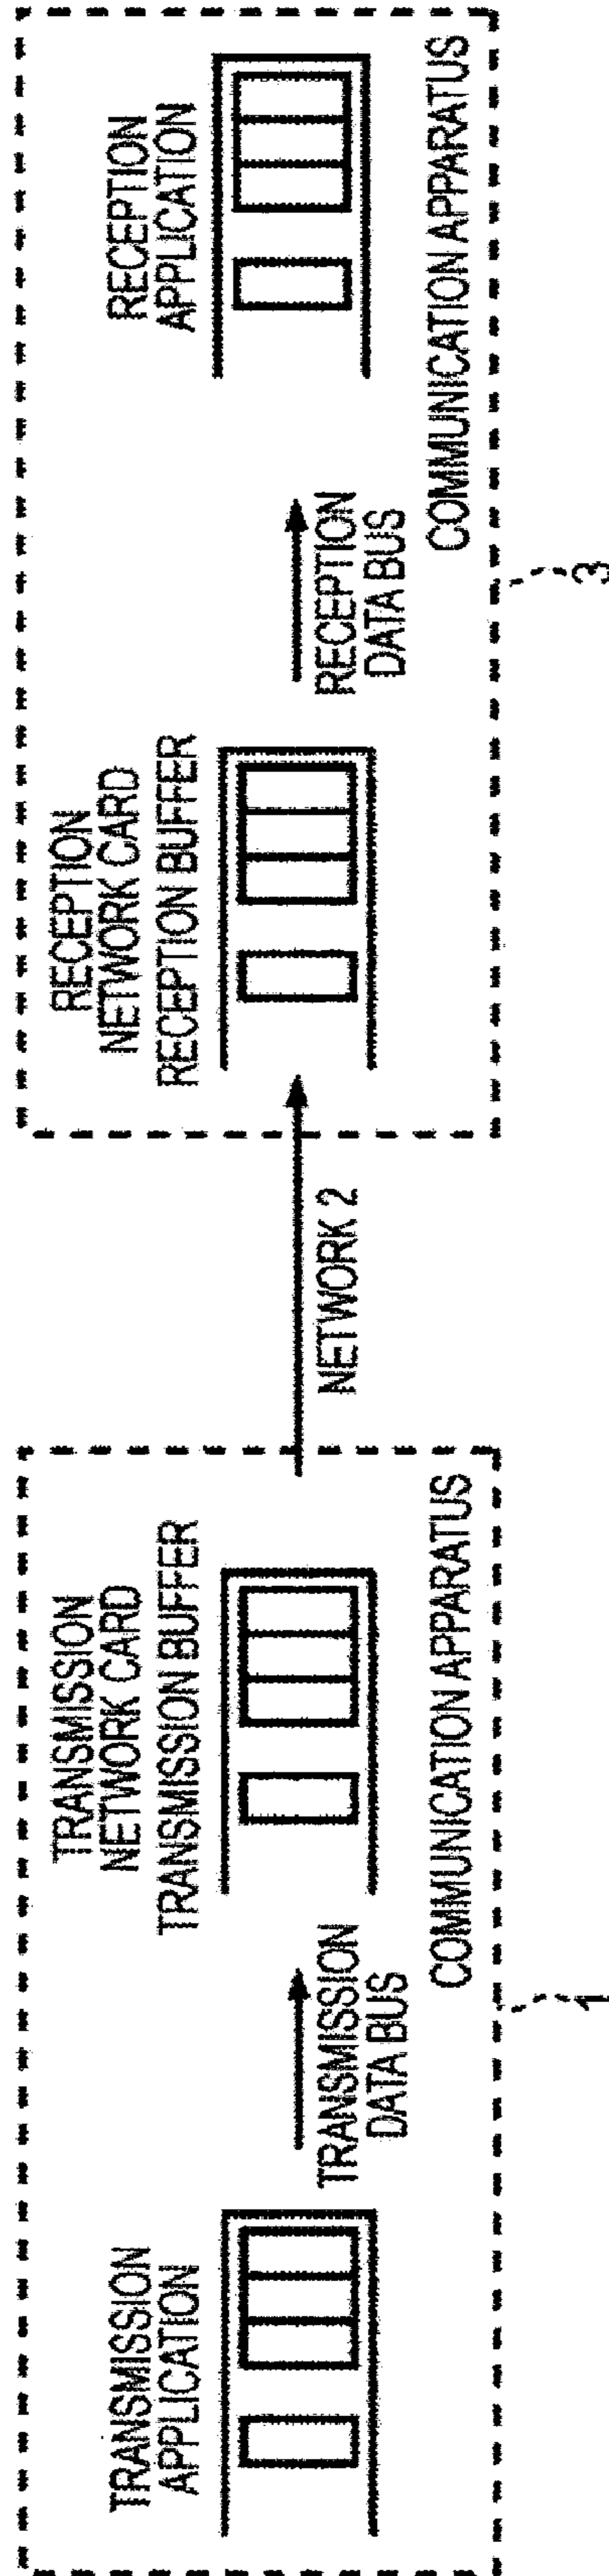 TRANSMISSION
APPLICATION
TRANSMISSION
DATA BUS
TRANSMISSION
NETWORK CARD
TRANSMISSION BUFFER
COMMUNICATION APPARATUS
1
NETWORK 2
RECEPTION
NETWORK CARD
RECEPTION BUFFER
RECEPTION
DATA BUS
RECEPTION
APPLICATION
COMMUNICATION APPARATUS
3